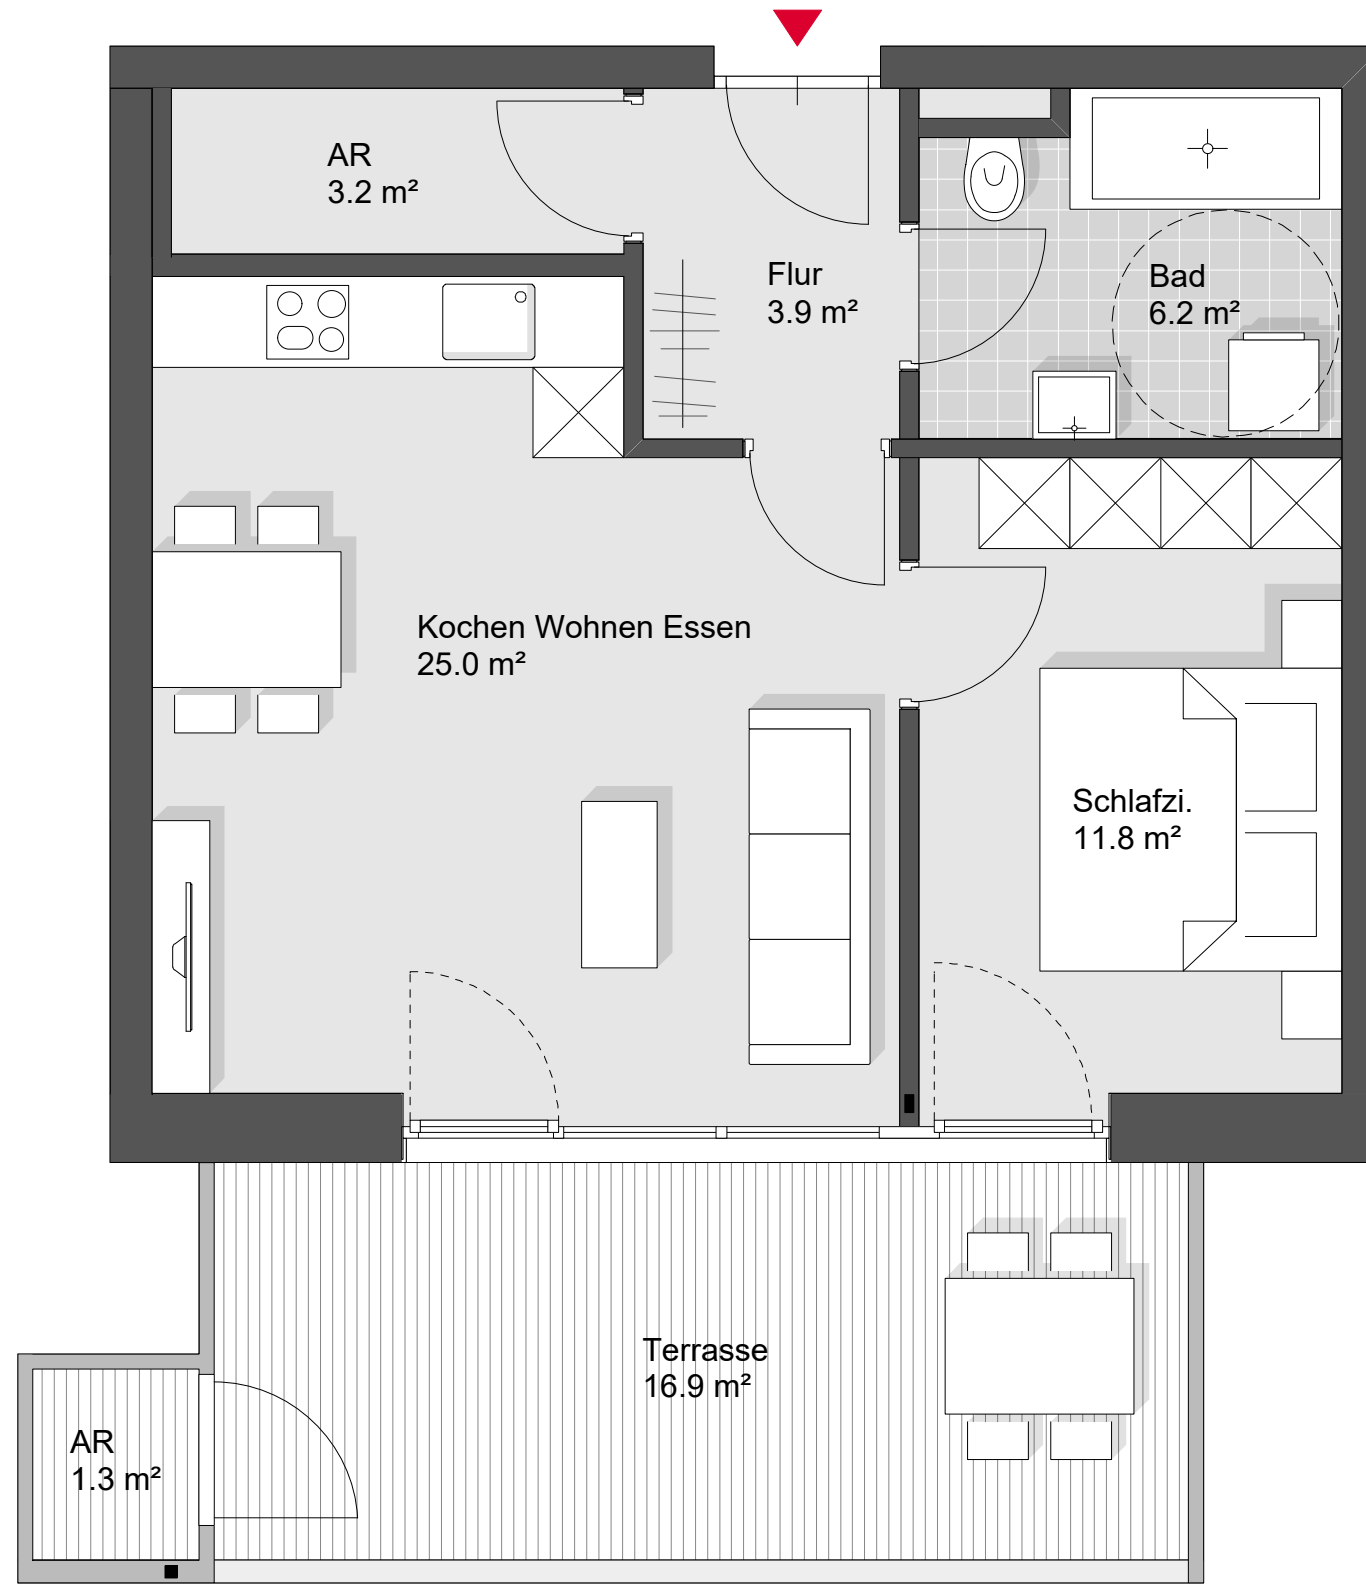 AR
3.2 m²
Flur
3.9 m²
Bad
6.2 m²
Kochen Wohnen Essen
25.0 m²
Schlafzi.
11.8 m²
Terrasse
16.9 m²
AR
1.3 m²